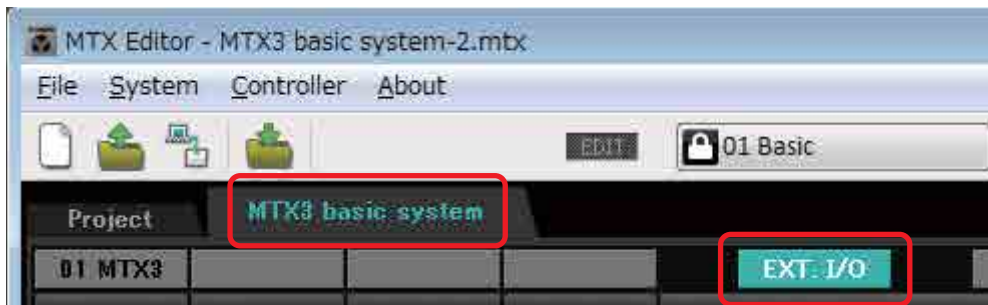 MTX Editor - MTX3 basic system-2.mtx
File System Controller About
EDIT 01 Basic
Project MTX3 basic system
01 MTX3 EXT. I/O